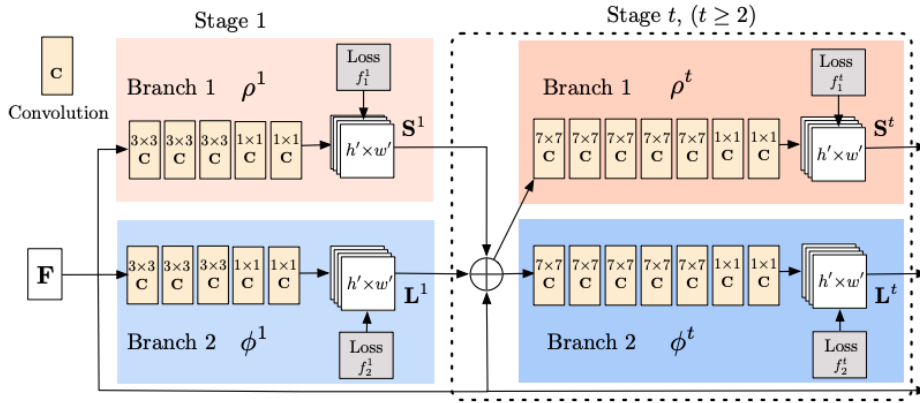 Stage 1
Stage t, (t ≥ 2)
C
Convolution
Branch 1 ρ¹
Loss
f₁¹
3×3 C 3×3 C 3×3 C 1×1 C 1×1 C
h′×w′
S¹
Branch 1 ρᵗ
Loss
f₁ᵗ
7×7 C 7×7 C 7×7 C 7×7 C 7×7 C 1×1 C 1×1 C
h′×w′
Sᵗ
F
3×3 C 3×3 C 3×3 C 1×1 C 1×1 C
h′×w′
L¹
Branch 2 ϕ¹
Loss
f₂¹
7×7 C 7×7 C 7×7 C 7×7 C 7×7 C 1×1 C 1×1 C
h′×w′
Lᵗ
Branch 2 ϕᵗ
Loss
f₂ᵗ